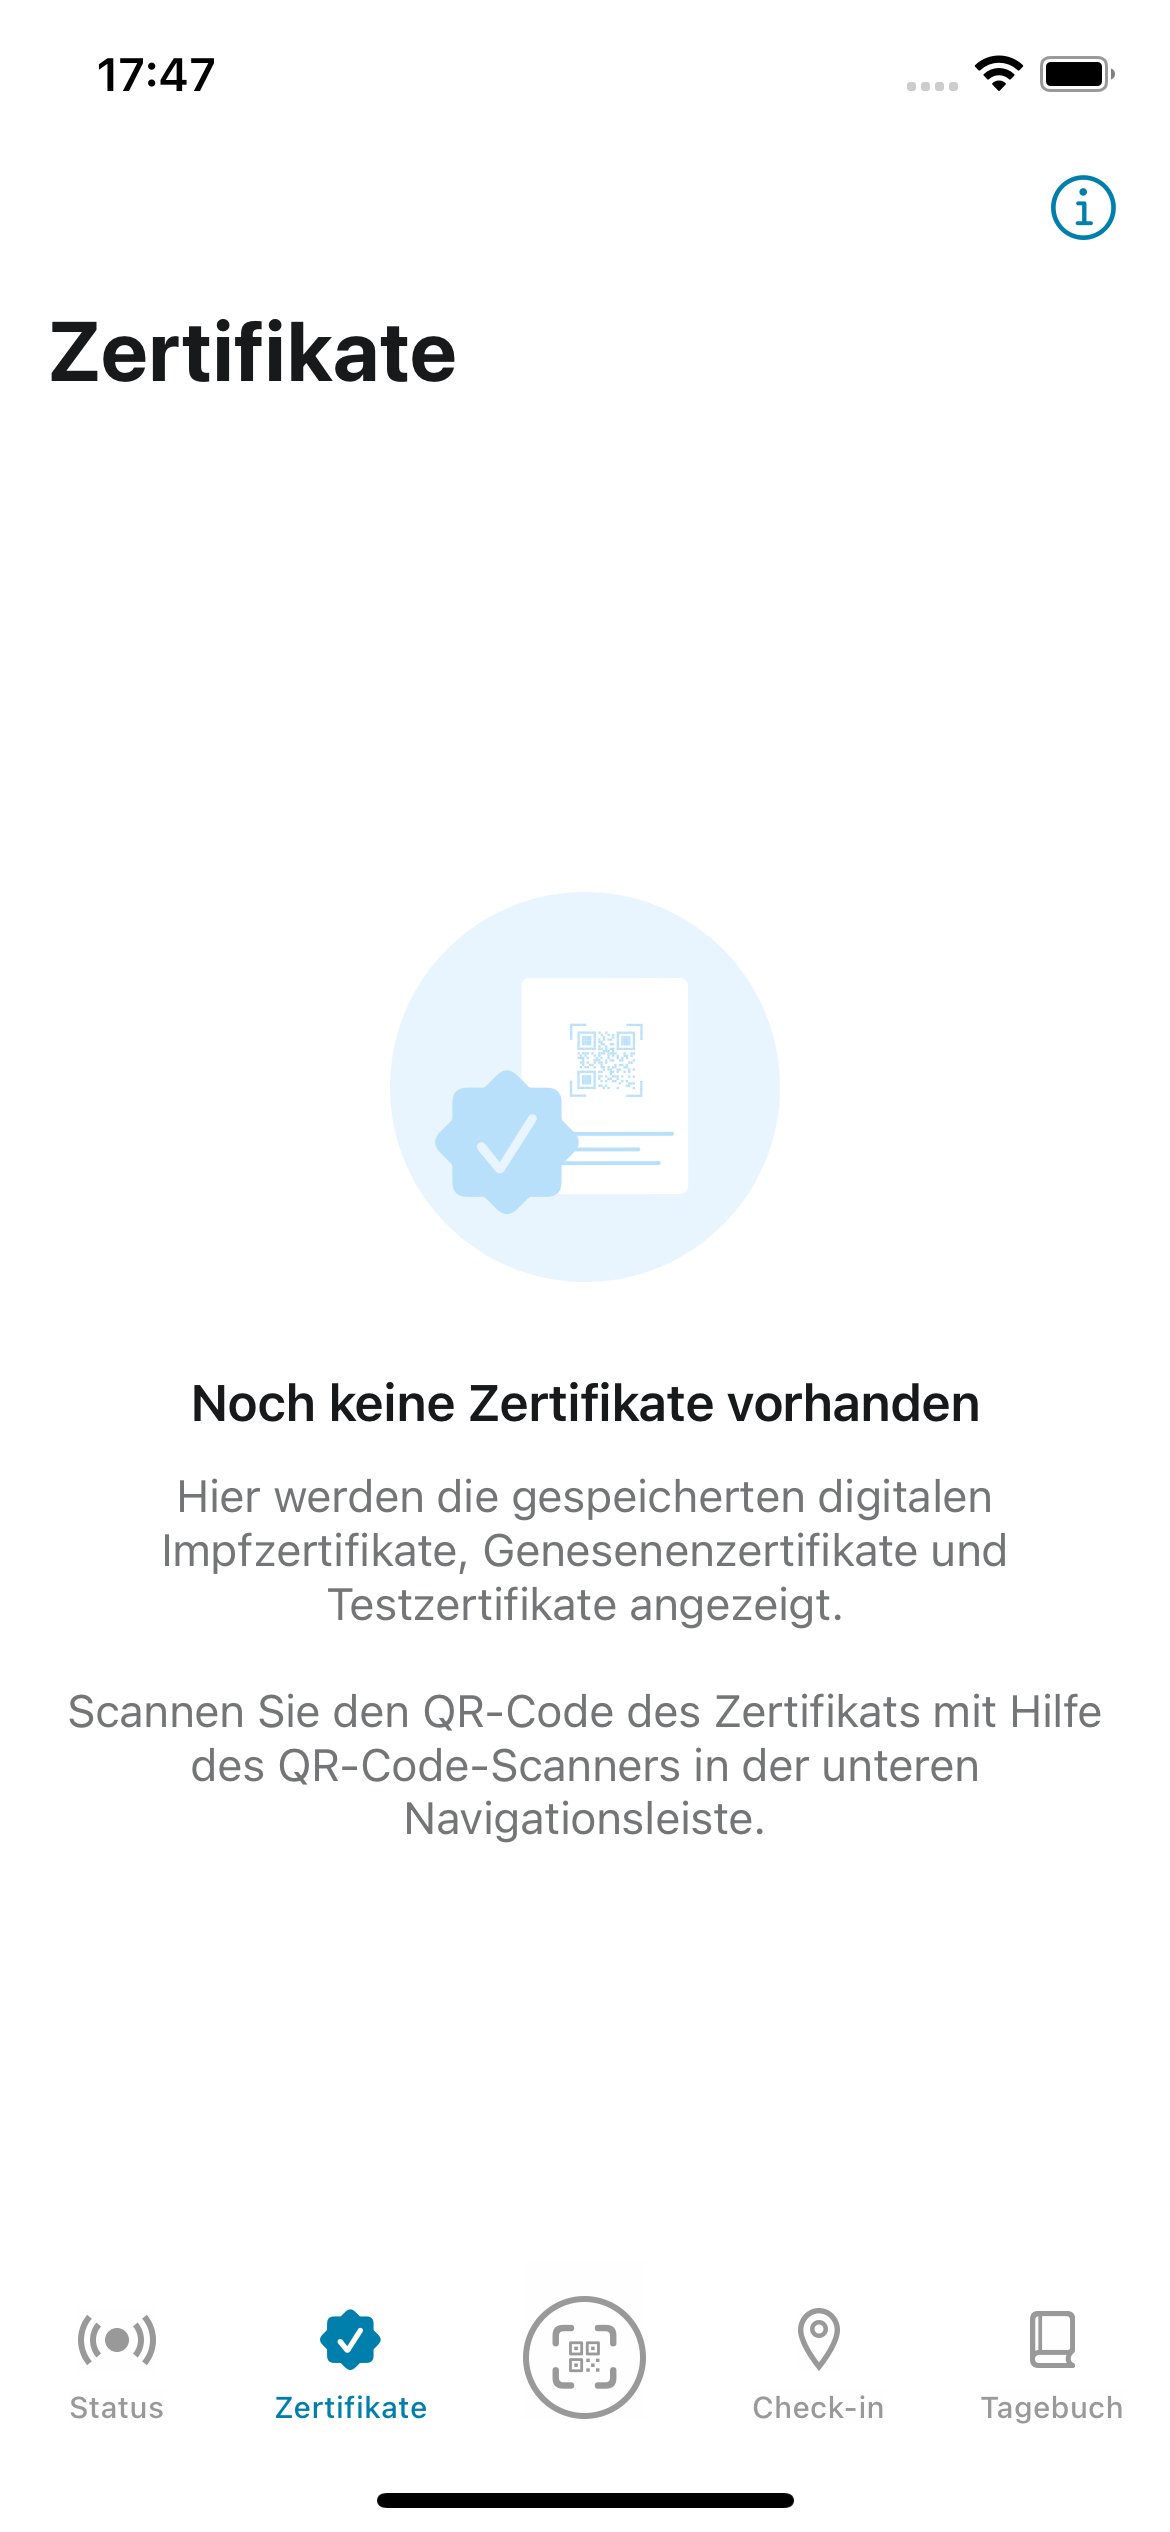 17:47
Zertifikate
Noch keine Zertifikate vorhanden
Hier werden die gespeicherten digitalen
Impfzertifikate, Genesenenzertifikate und
Testzertifikate angezeigt.
Scannen Sie den QR-Code des Zertifikats mit Hilfe
des QR-Code-Scanners in der unteren
Navigationsleiste.
Status
Zertifikate
Check-in
Tagebuch